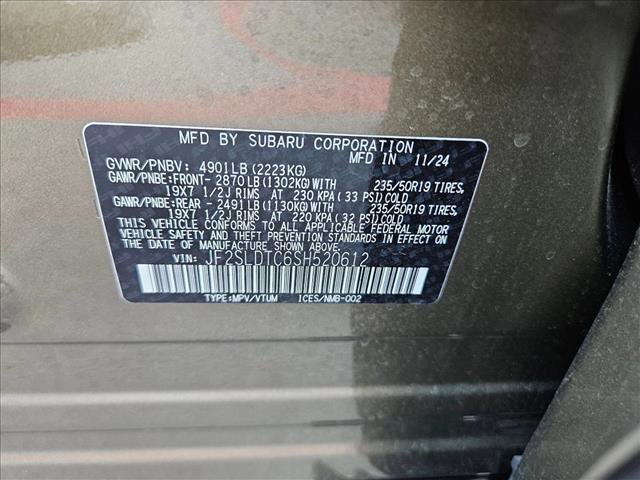 MFD BY SUBARU CORPORATION
MFD IN 11/24
GVWR/PNBV: 4901LB(2223KG)
GAWR/PNBE:FRONT- 2870LB(1302KG)WITH 235/50R19 TIRES,
19X7 1/2J RIMS AT 230 KPA(33 PSI)COLD
GAWR/PNBE:REAR - 2491LB(1130KG)WITH 235/50R19 TIRES,
19X7 1/2J RIMS AT 220 KPA(32 PSI)COLD
THIS VEHICLE CONFORMS TO ALL APPLICABLE FEDERAL MOTOR
VEHICLE SAFETY STANDARDS IN EFFECT ON
THE DATE OF MANUFACTURE SHOWN ABOVE.
VIN: JF2SLDTC6SH520612
TYPE:MPV/VTUM ICES/NMB-002